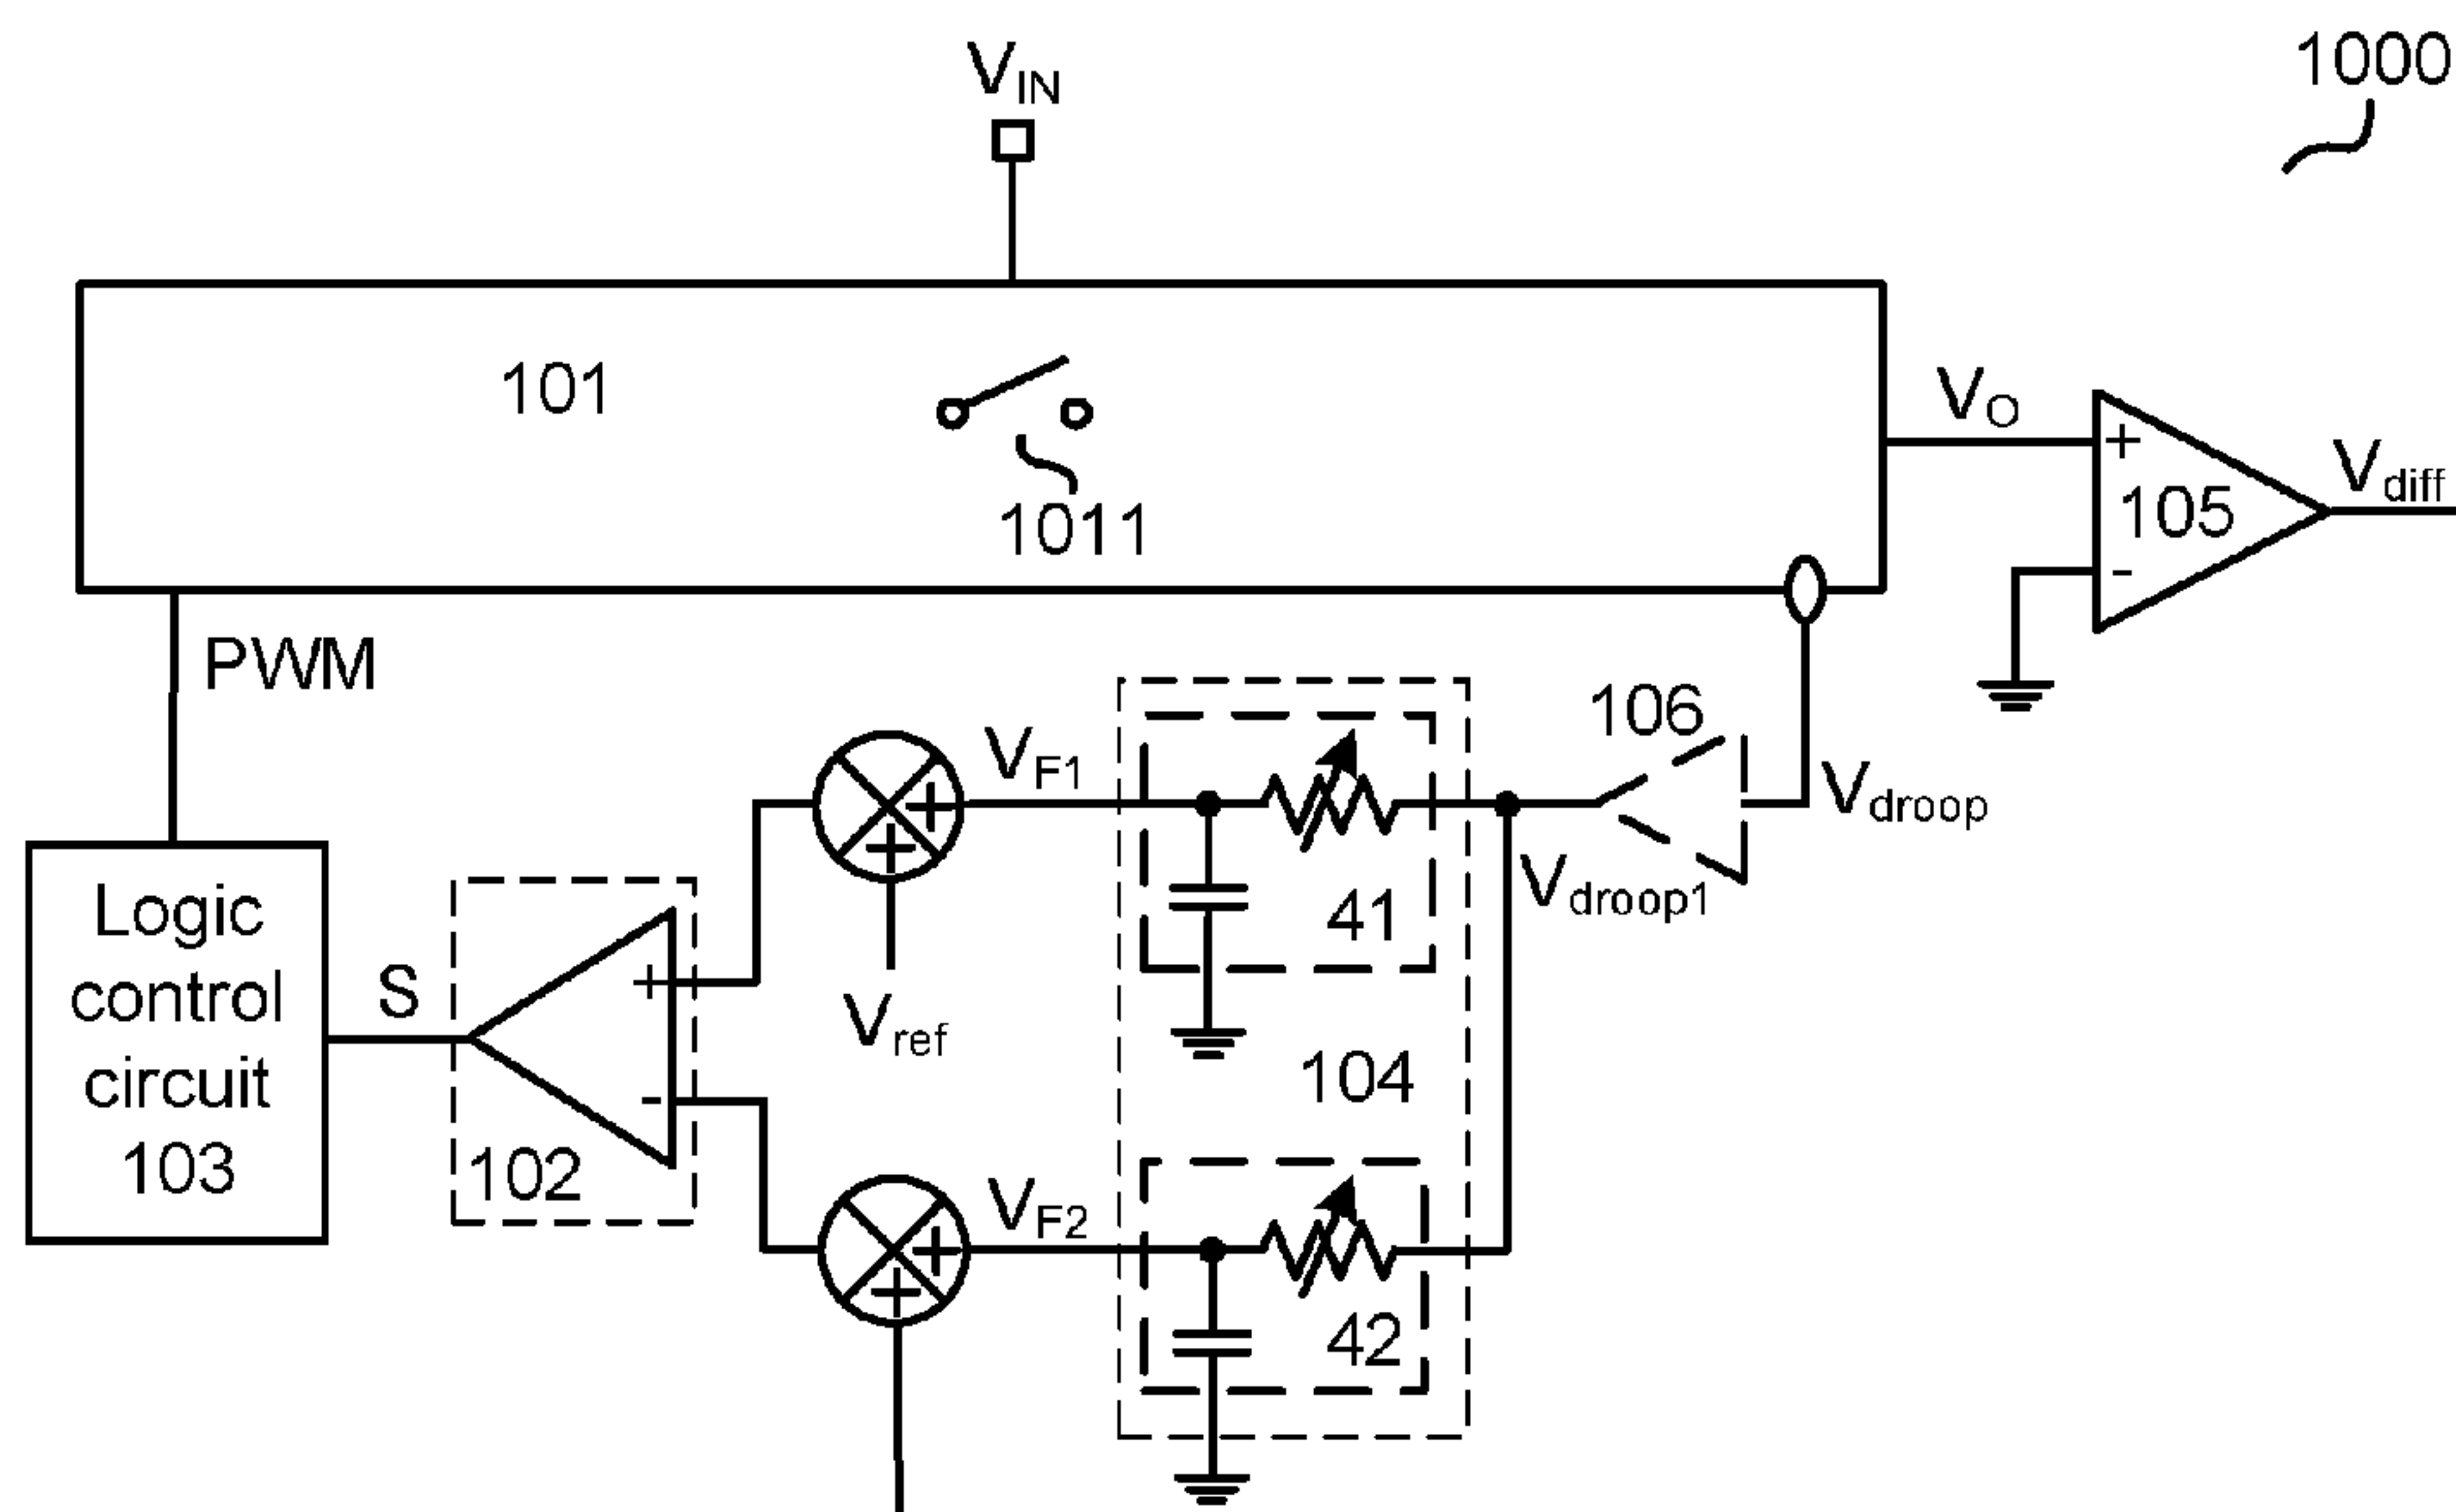 1000
VIN
101
1011
VO
+
105
-
Vdiff
PWM
106
VF1
+
+
Vdroop
Vdroop1
41
Vref
Logic
control
circuit
103
S
+
-
102
104
VF2
+
+
42